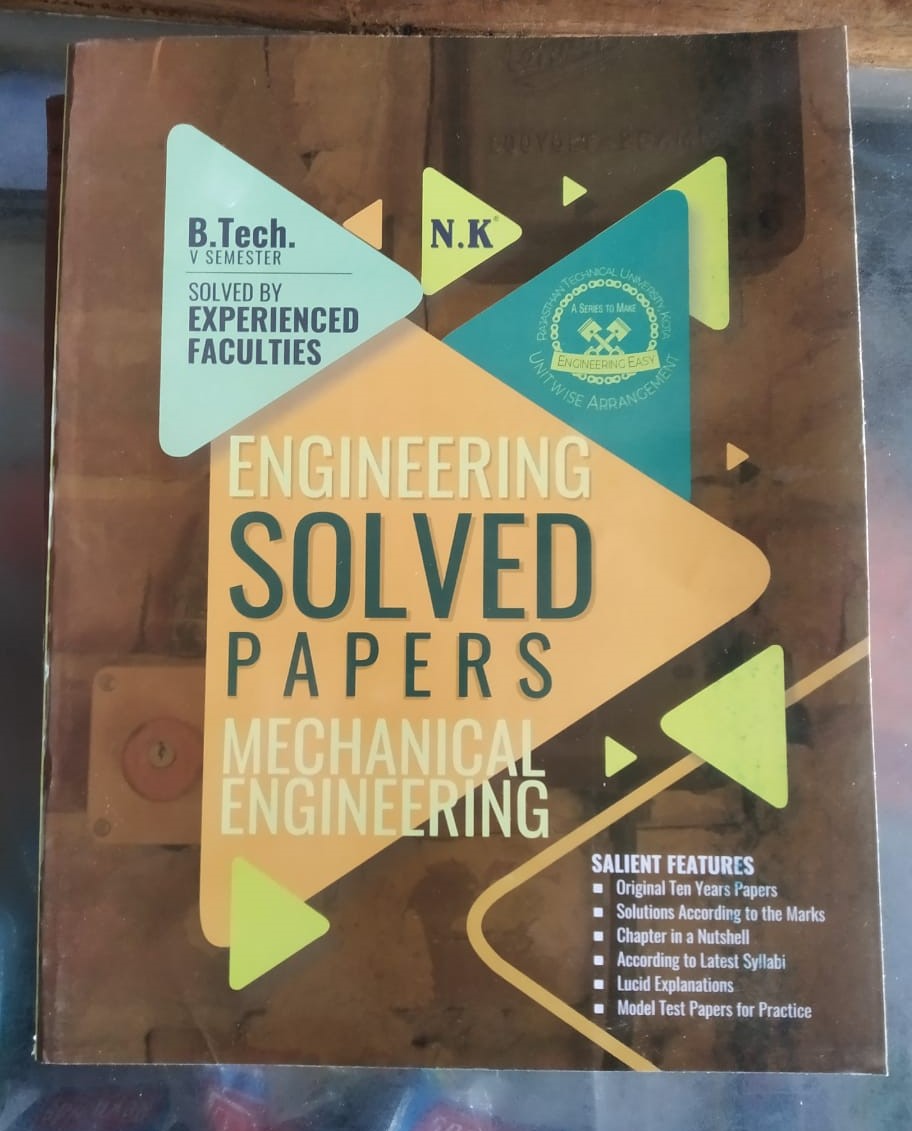 B.Tech.
V SEMESTER
SOLVED BY
EXPERIENCED
FACULTIES
N.K®
RAJASTHAN TECHNICAL UNIVERSITY KOTA
A SERIES TO MAKE
ENGINEERING EASY
UNITWISE ARRANGEMENT
ENGINEERING
SOLVED
PAPERS
MECHANICAL
ENGINEERING
SALIENT FEATURES
■ Original Ten Years Papers
■ Solutions According to the Marks
■ Chapter in a Nutshell
■ According to Latest Syllabi
■ Lucid Explanations
■ Model Test Papers for Practice